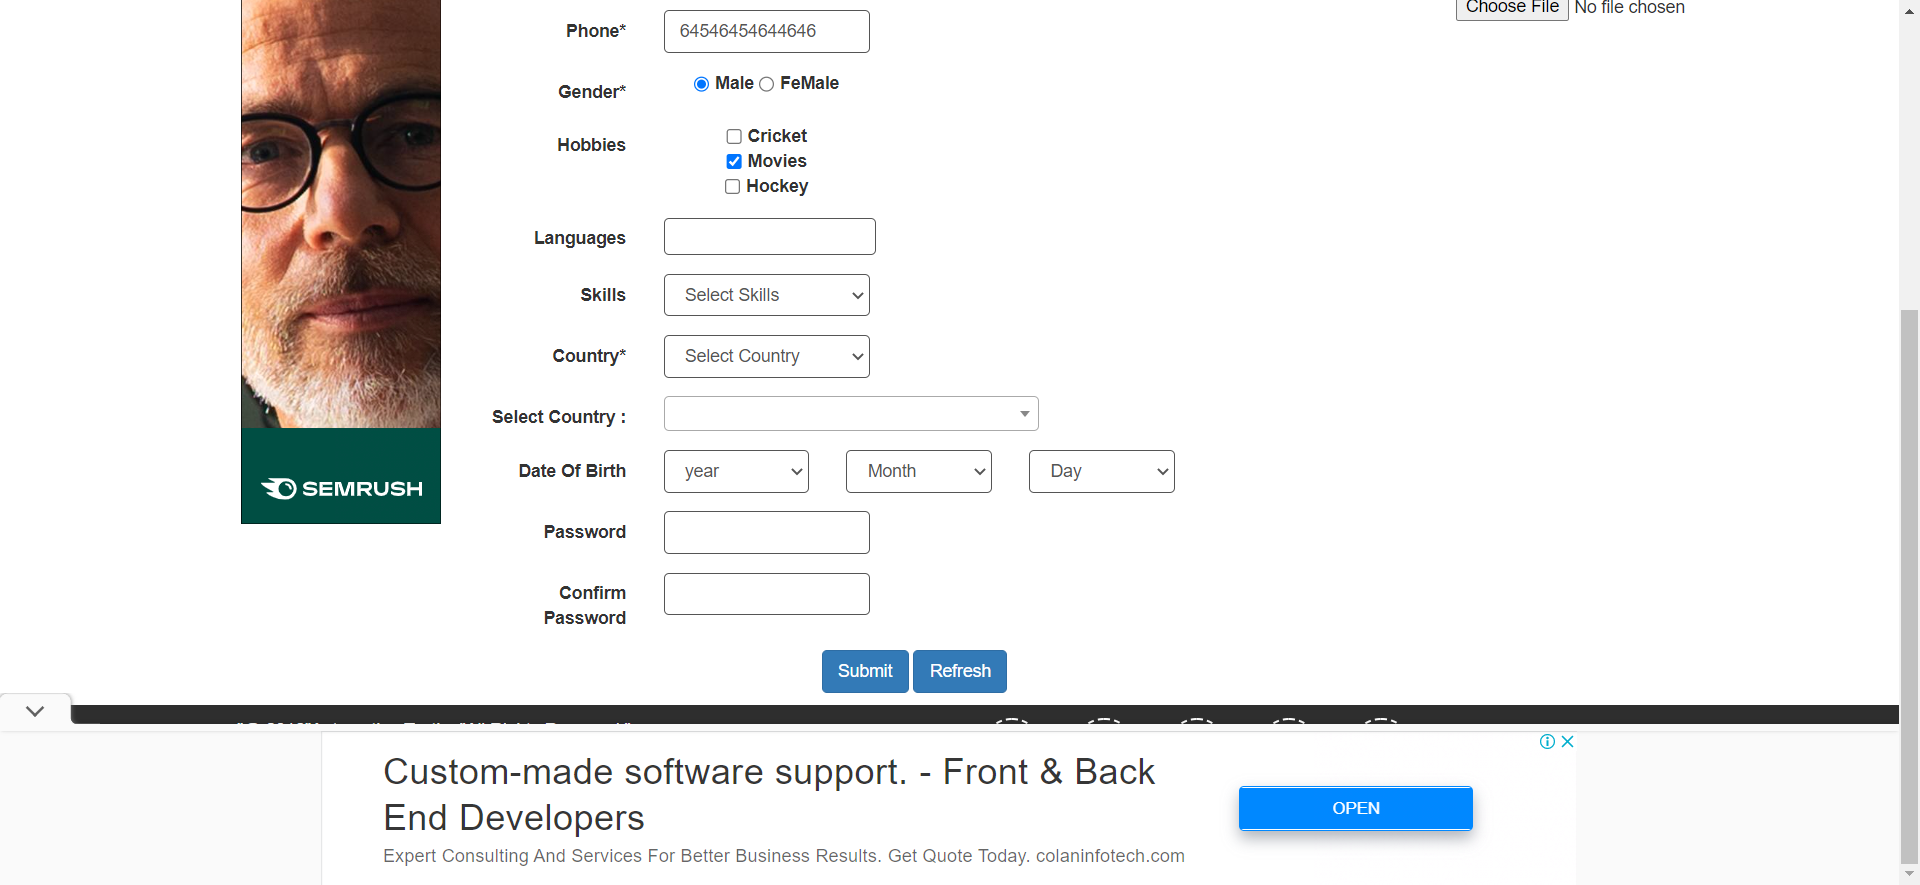 Choose File No file chosen
Phone* 64546454644646
Gender* Male FeMale
Hobbies Cricket
Movies
Hockey
Languages
Skills Select Skills
Country* Select Country
Select Country :
Date Of Birth year Month Day
Password
Confirm
Password
SEMRUSH
Submit Refresh
Custom-made software support. - Front & Back
End Developers
OPEN
Expert Consulting And Services For Better Business Results. Get Quote Today. colaninfotech.com